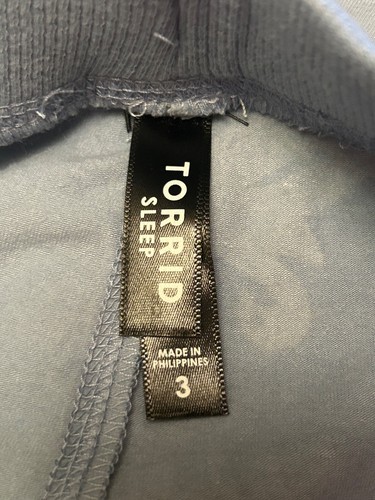 TORRID
SLEEP
MADE IN
PHILIPPINES
3